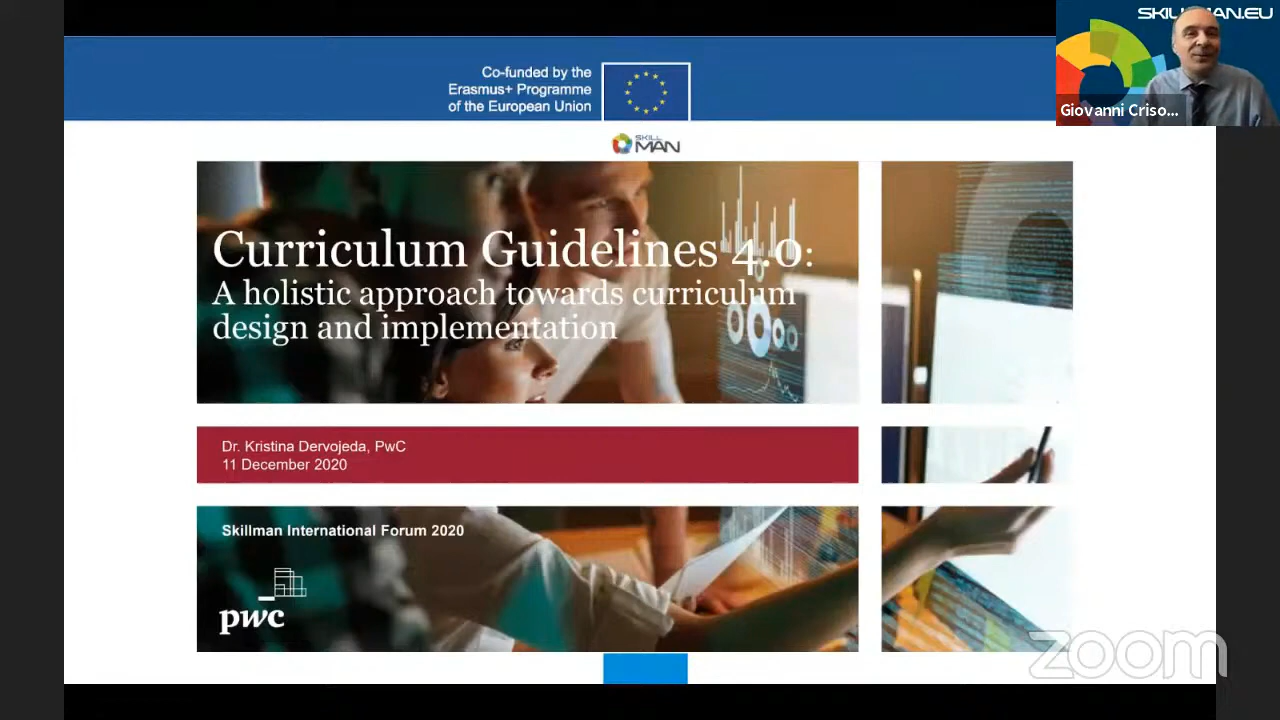 SKILLMAN.EU
Co-funded by the
Erasmus+ Programme
of the European Union
Giovanni Criso...
SKILL
MAN
Curriculum Guidelines 4.0:
A holistic approach towards curriculum
design and implementation
Dr. Kristina Dervojeda, PwC
11 December 2020
Skillman International Forum 2020
pwc
zoom